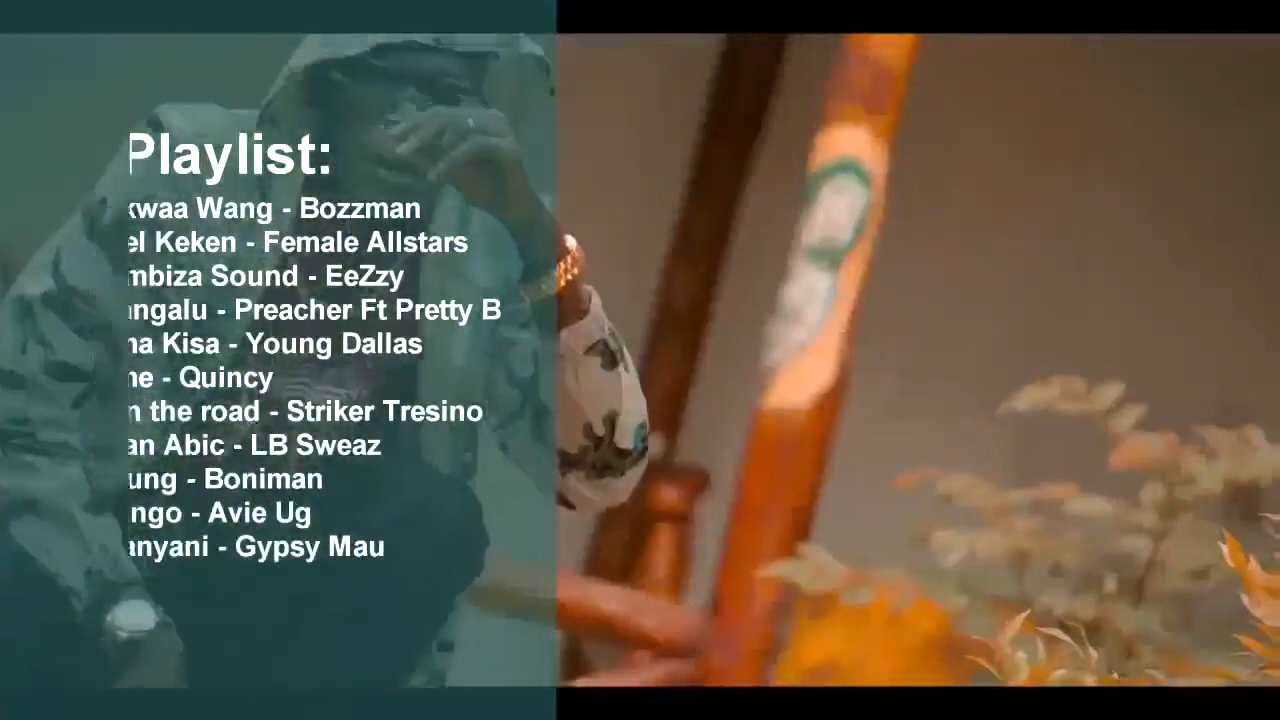 Playlist:
kwaa Wang - Bozzman
el Keken - Female Allstars
mbiza Sound - EeZzy
angalu - Preacher Ft Pretty B
na Kisa - Young Dallas
ne - Quincy
n the road - Striker Tresino
an Abic - LB Sweaz
ung - Boniman
ngo - Avie Ug
anyani - Gypsy Mau